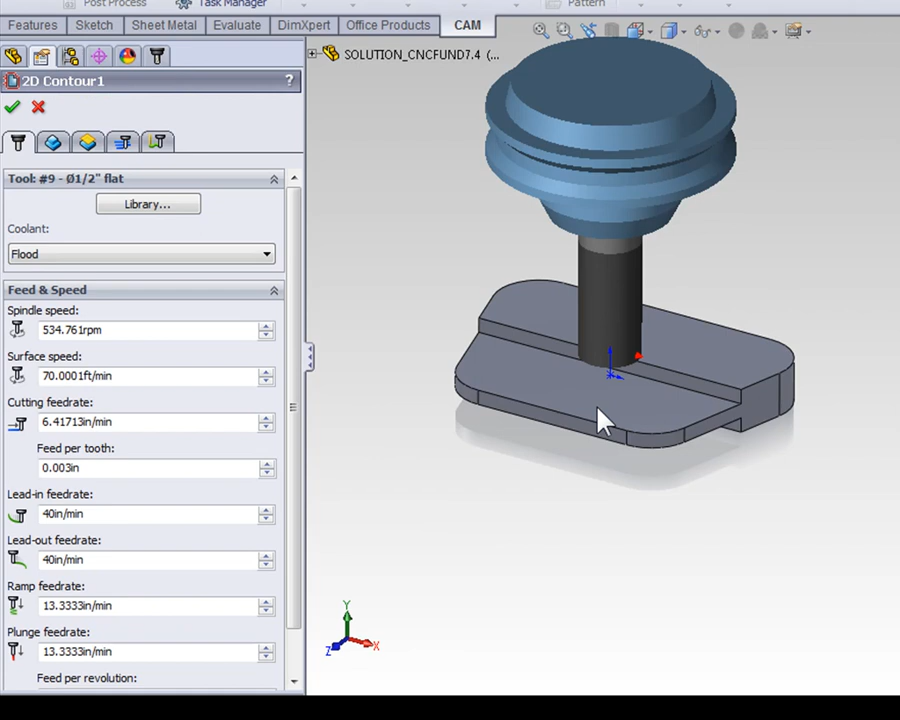 Post Process
Task Manager
Pattern
Features
Sketch
Sheet Metal
Evaluate
DimXpert
Office Products
CAM
SOLUTION_CNCFUND7.4 (...
2D Contour1
?
Tool: #9 - Ø1/2" flat
Library...
Coolant:
Flood
Feed & Speed
Spindle speed:
534.761rpm
Surface speed:
70.0001ft/min
Cutting feedrate:
6.41713in/min
Feed per tooth:
0.003in
Lead-in feedrate:
40in/min
Lead-out feedrate:
40in/min
Ramp feedrate:
13.3333in/min
Plunge feedrate:
13.3333in/min
Feed per revolution:
Y
Z
X